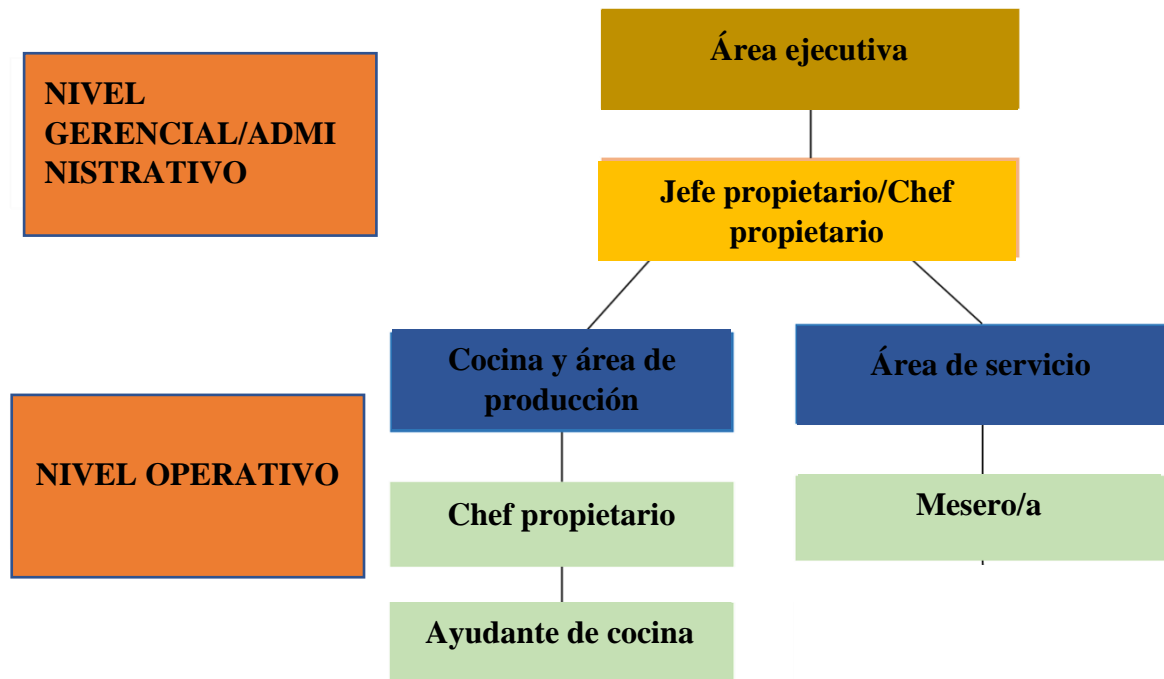 Área ejecutiva
NIVEL
GERENCIAL/ADMI
NISTRATIVO
Jefe propietario/Chef
propietario
Cocina y área de
producción
Área de servicio
NIVEL OPERATIVO
Chef propietario
Mesero/a
Ayudante de cocina